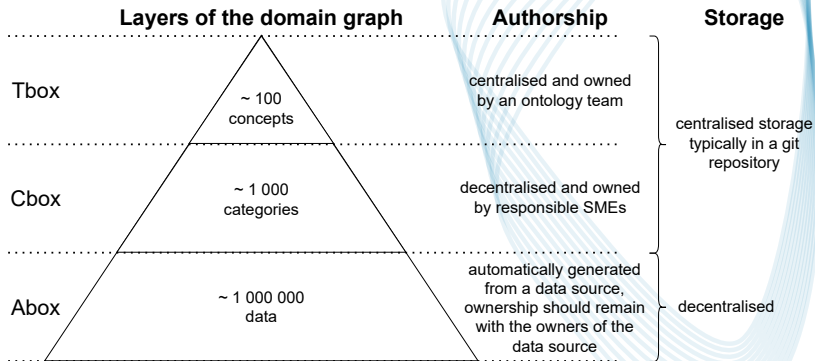 Layers of the domain graph
Authorship
Storage
Tbox
~ 100
concepts
centralised and owned
by an ontology team
centralised storage
typically in a git
repository
Cbox
~ 1 000
categories
decentralised and owned
by responsible SMEs
Abox
~ 1 000 000
data
automatically generated
from a data source,
ownership should remain
with the owners of the
data source
decentralised